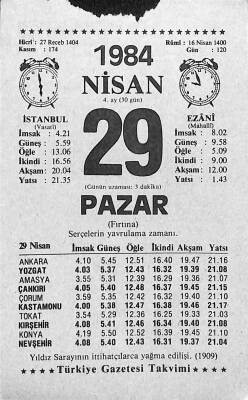 Hicrî : 27 Receb 1404
Kasım : 174
1984
Rûmî : 16 Nisan 1400
Gün : 120
NİSAN
4. ay (30 gün)
İSTANBUL
(Vasatî)
İmsak : 4.21
Güneş : 5.59
Öğle : 13.06
İkindi : 16.56
Akşam : 20.04
Yatsı : 21.35
29
EZÂNÎ
(Mahallî)
İmsak : 8.02
Güneş : 9.58
Öğle : 5.09
İkindi : 9.00
Akşam : 12.00
Yatsı : 1.43
(Günün uzaması: 3 dakika)
PAZAR
(Fırtına)
Serçelerin yavrulama zamanı.
29 Nisan İmsak Güneş Öğle İkindi Akşam Yatsı
ANKARA 4.10 5.45 12.51 16.40 19.47 21.16
YOZGAT 4.03 5.37 12.43 16.32 19.39 21.08
AMASYA 3.55 5.31 12.39 16.29 19.36 21.07
ÇANKIRI 4.05 5.40 12.48 16.37 19.45 21.15
ÇORUM 3.59 5.35 12.42 16.32 19.40 21.10
KASTAMONU 4.00 5.38 12.47 16.38 19.46 21.17
TOKAT 3.54 5.29 12.36 16.25 19.33 21.03
KIRŞEHİR 4.08 5.41 12.46 16.34 19.40 21.08
KONYA 4.19 5.50 12.52 16.39 19.45 21.10
NEVŞEHİR 4.08 5.40 12.43 16.31 19.37 21.04
Yıldız Sarayının ittihatçılarca yağma edilişi. (1909)
Türkiye Gazetesi Takvimi